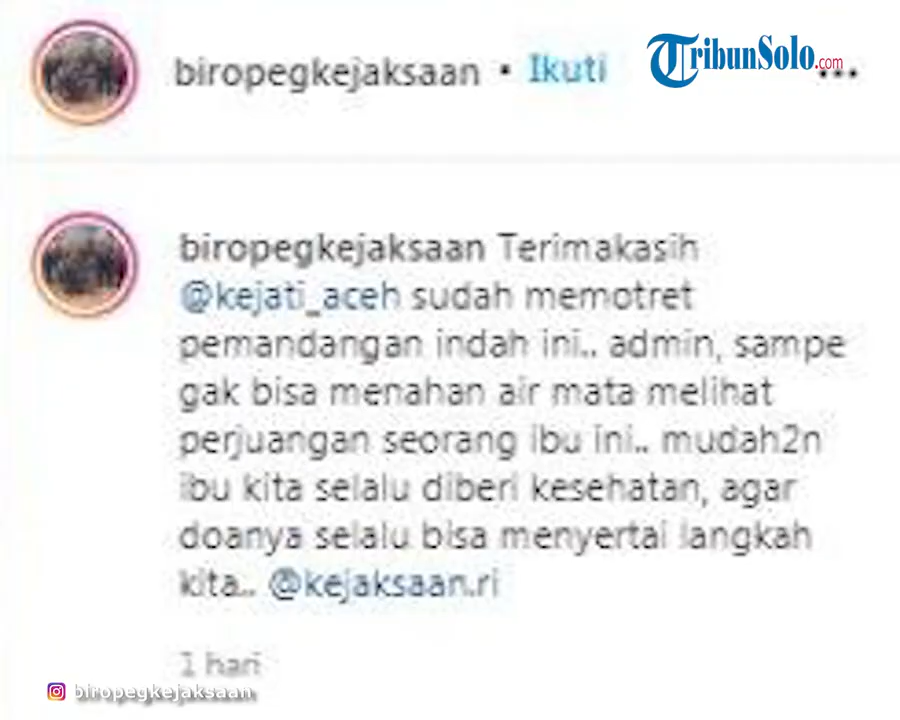 biropegkejaksaan • Ikuti
TribunSolo.com
biropegkejaksaan Terimakasih
@kejati_aceh sudah memotret
pemandangan indah ini.. admin, sampe
gak bisa menahan air mata melihat
perjuangan seorang ibu ini.. mudah2n
ibu kita selalu diberi kesehatan, agar
doanya selalu bisa menyertai langkah
kita.. @kejaksaan.ri
1 hari
biropegkejaksaan